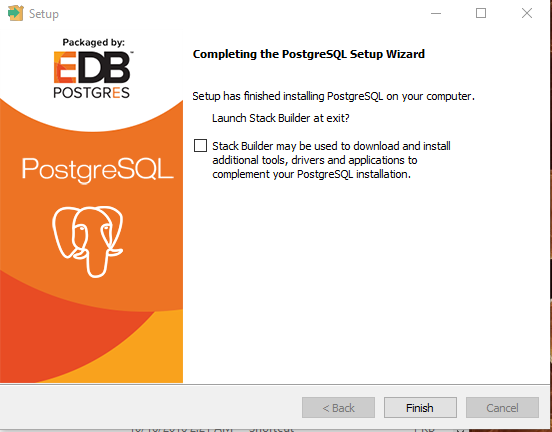 Setup
Packaged by:
EDB
POSTGRES
PostgreSQL
Completing the PostgreSQL Setup Wizard
Setup has finished installing PostgreSQL on your computer.
Launch Stack Builder at exit?
Stack Builder may be used to download and install
additional tools, drivers and applications to
complement your PostgreSQL installation.
< Back
Finish
Cancel